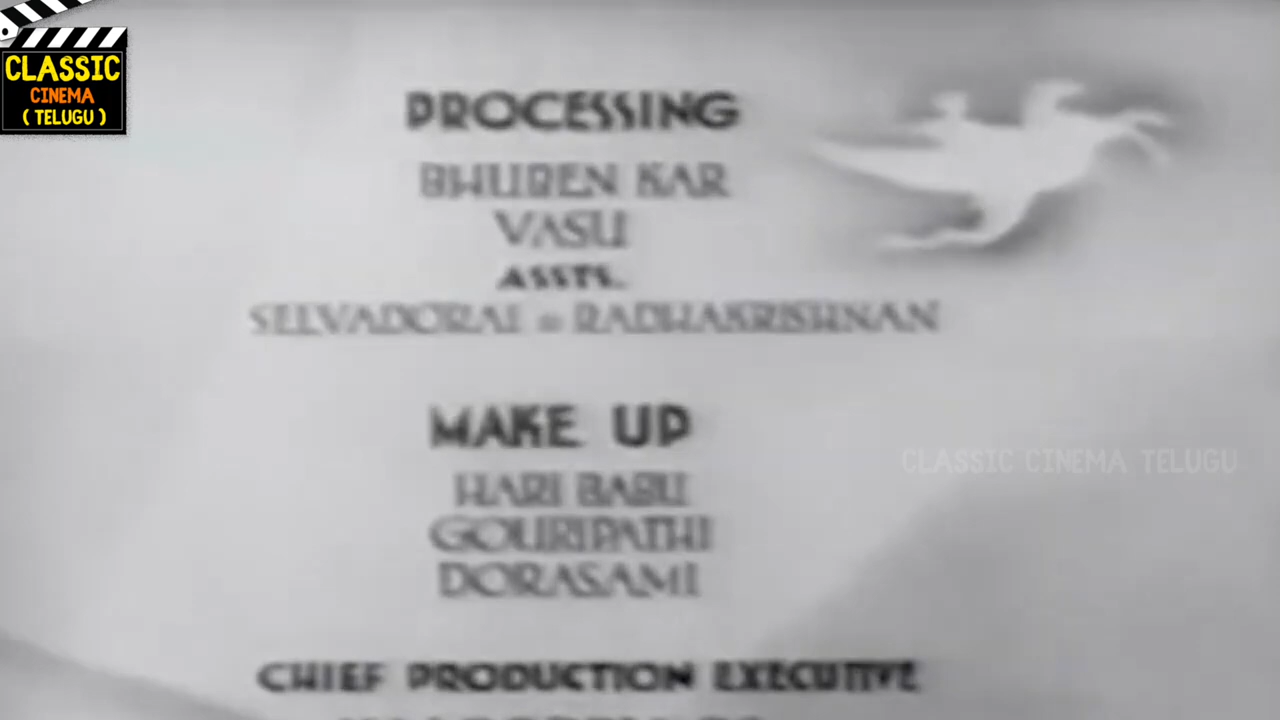 CLASSIC
CINEMA
( TELUGU )
PROCESSING
BHUREN KAR
VASU
ASSTS.
SELVADORAI & RADHAKRISHNAN
MAKE UP
HARI BABU
GOURIPATHI
DORASAMI
CLASSIC CINEMA TELUGU
CHIEF PRODUCTION EXECUTIVE